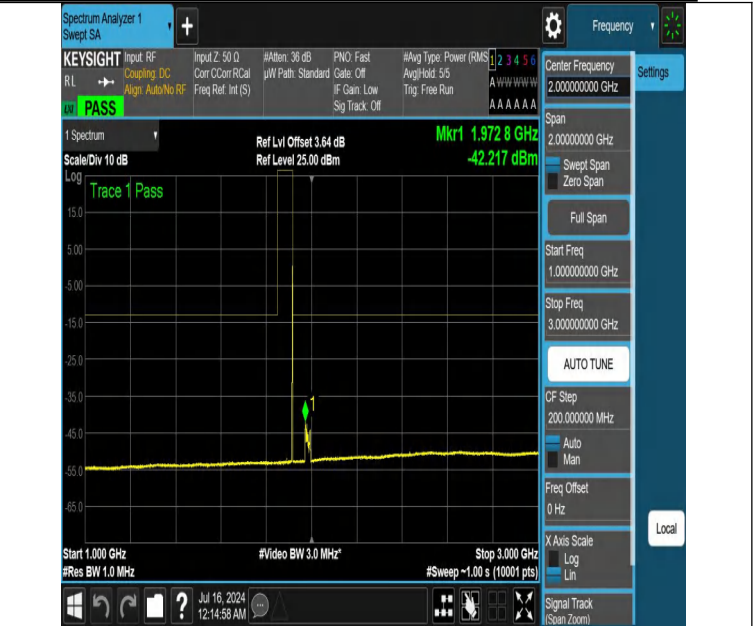 Spectrum Analyzer 1
Swept SA
Frequency
KEYSIGHT
RL
PASS
Input: RF
Coupling: DC
Align: Auto/No RF
Input Z: 50 Ω
Corr CCorr RCal
Freq Ref: Int (S)
#Atten: 36 dB
µW Path: Standard
PNO: Fast
Gate: Off
IF Gain: Low
Sig Track: Off
#Avg Type: Power (RMS
Avg|Hold: 5/5
Trig: Free Run
1 2 3 4 5 6
A W W W W W
A A A A A A
1 Spectrum
Scale/Div 10 dB
Ref Lvl Offset 3.64 dB
Ref Level 25.00 dBm
Mkr1 1.972 8 GHz
-42.217 dBm
Log
Trace 1 Pass
15.0
5.00
-5.00
-15.0
-25.0
-35.0
1
-45.0
-55.0
-65.0
Start 1.000 GHz
#Video BW 3.0 MHz*
Stop 3.000 GHz
#Res BW 1.0 MHz
#Sweep ~1.00 s (10001 pts)
?
Jul 16, 2024
12:14:58 AM
Center Frequency
2.000000000 GHz
Settings
Span
2.00000000 GHz
Swept Span
Zero Span
Full Span
Start Freq
1.000000000 GHz
Stop Freq
3.000000000 GHz
AUTO TUNE
CF Step
200.000000 MHz
Auto
Man
Freq Offset
0 Hz
Local
X Axis Scale
Log
Lin
Signal Track
(Span Zoom)